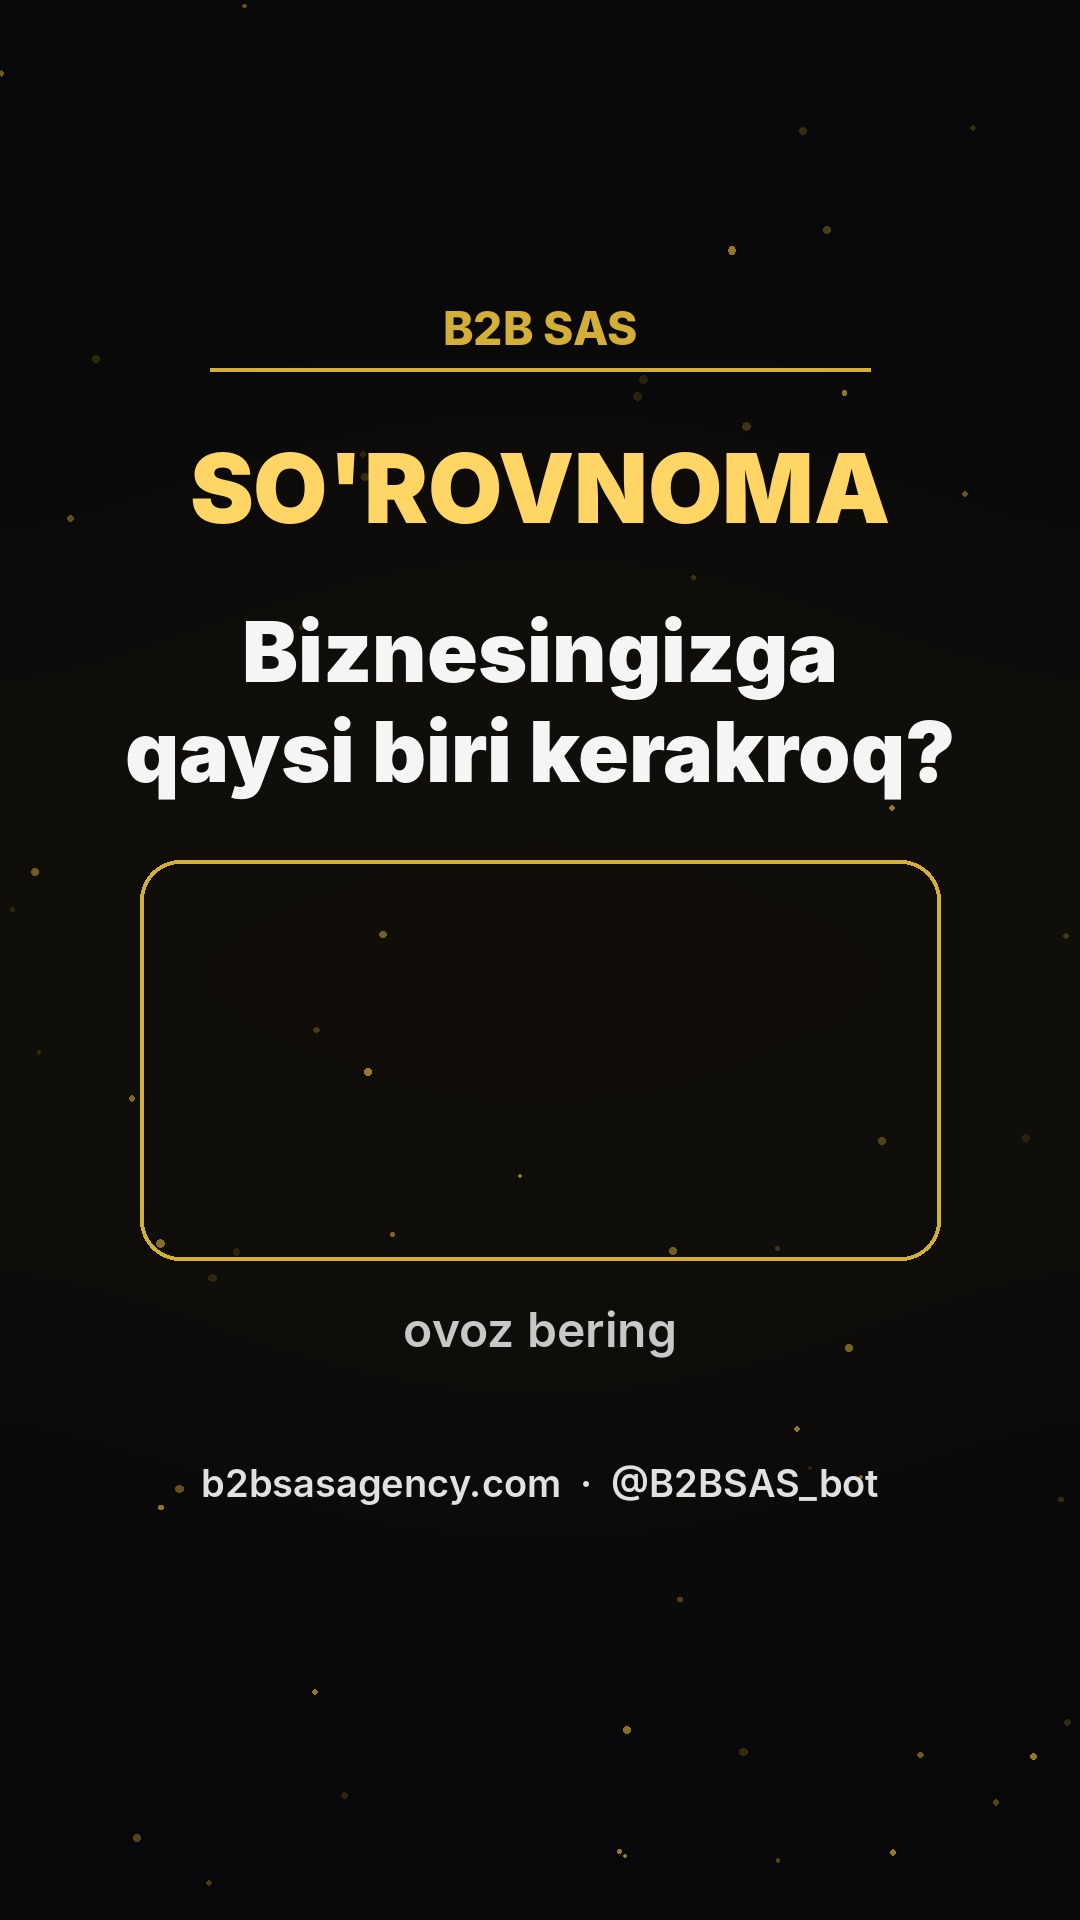 B2B SAS
SO'ROVNOMA
Biznesingizga
qaysi biri kerakroq?
ovoz bering
b2bsasagency.com · @B2BSAS_bot